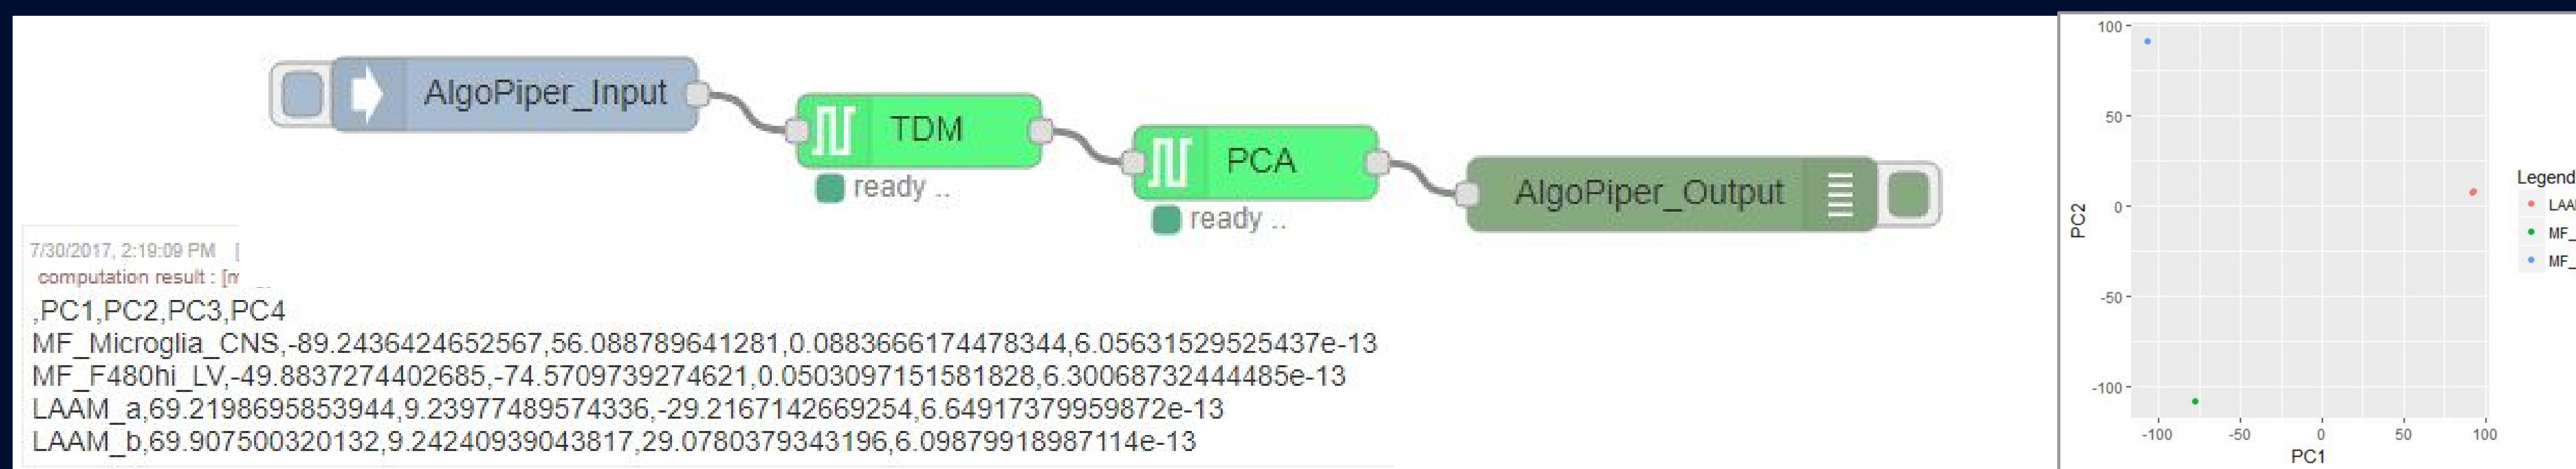 AlgoPiper_Input
TDM
ready ..
PCA
ready ..
AlgoPiper_Output
7/30/2017, 2:19:09 PM [
computation result : [m
,PC1,PC2,PC3,PC4
MF_Microglia_CNS,-89.2436424652567,56.088789641281,0.0883666174478344,6.05631529525437e-13
MF_F480hi_LV,-49.8837274402685,-74.5709739274621,0.0503097151581828,6.30068732444485e-13
LAAM_a,69.2198695853944,9.23977489574336,-29.2167142669254,6.64917379959872e-13
LAAM_b,69.907500320132,9.24240939043817,29.0780379343196,6.09879918987114e-13
100
50
0
-50
-100
PC2
-100 -50 0 50 100
PC1
Legend
LAA
MF_
MF_